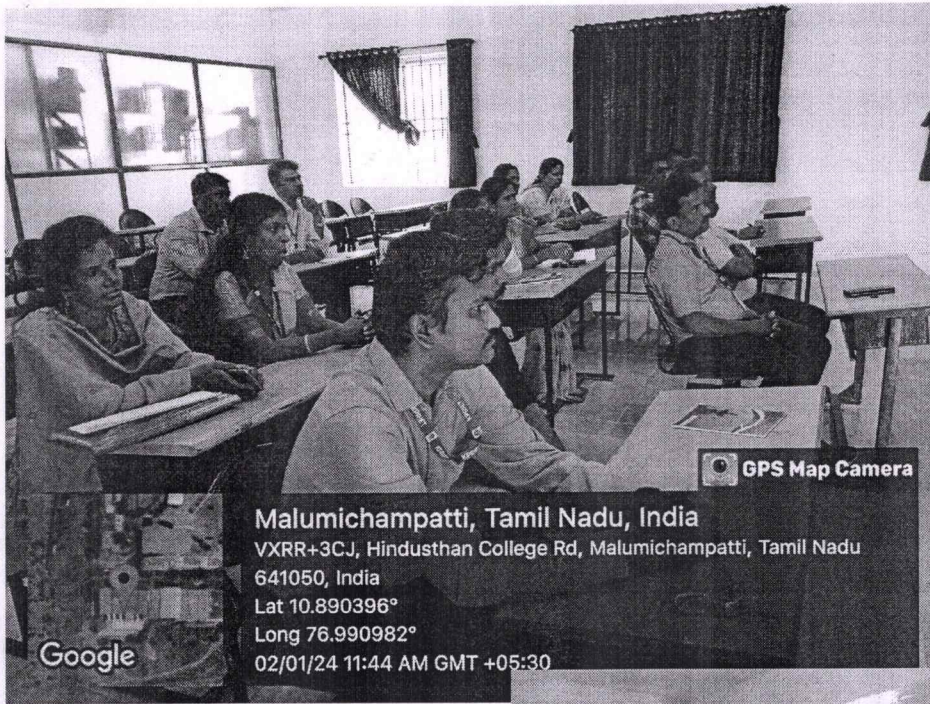 GPS Map Camera
Malumichampatti, Tamil Nadu, India
VXRR+3CJ, Hindusthan College Rd, Malumichampatti, Tamil Nadu
641050, India
Lat 10.890396°
Long 76.990982°
02/01/24 11:44 AM GMT +05:30
Google